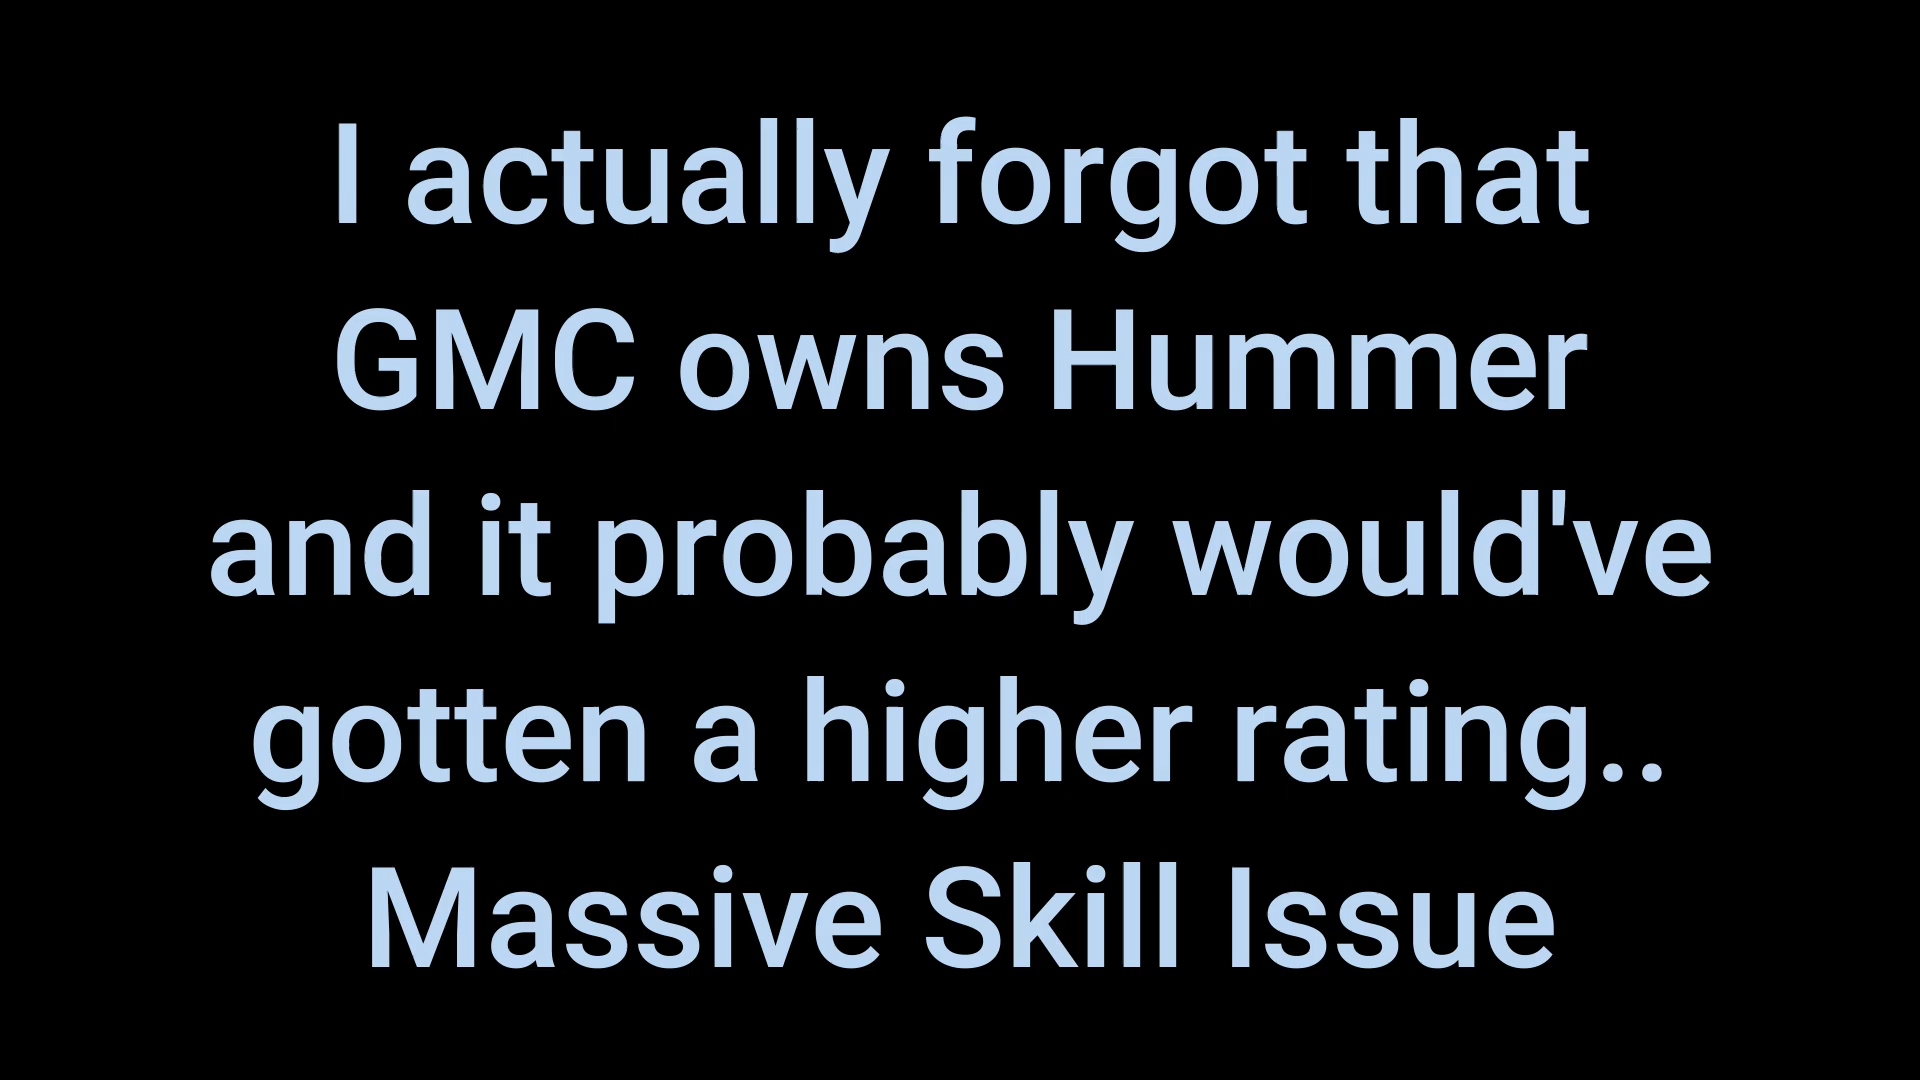 I actually forgot that
GMC owns Hummer
and it probably would've
gotten a higher rating..
Massive Skill Issue